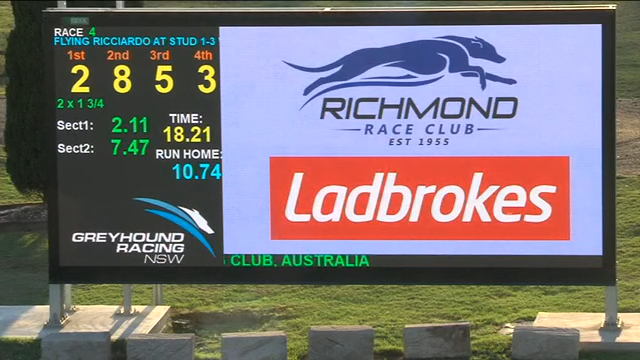 RACE 4
FLYING RICCIARDO AT STUD 1-3
1st 2nd 3rd 4th
2 8 5 3
2 x 1 3/4
Sect1: 2.11
TIME:
18.21
Sect2: 7.47
RUN HOME:
10.74
GREYHOUND
RACING
NSW
RICHMOND
RACE CLUB
EST 1955
Ladbrokes
CLUB, AUSTRALIA